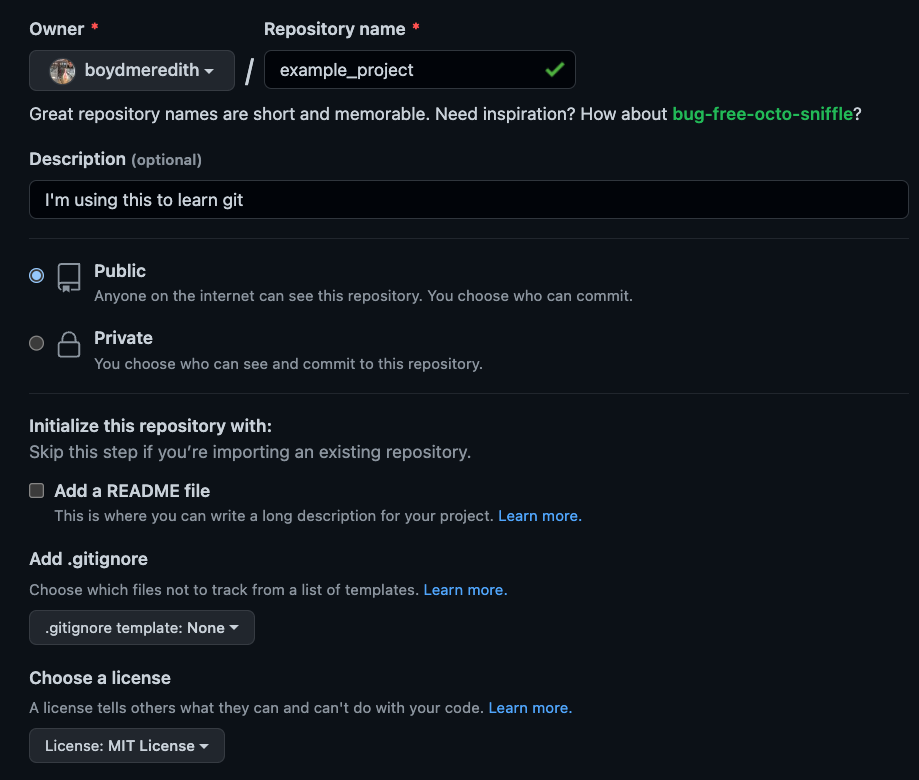 Owner *
Repository name *
boydmeredith / example_project
Great repository names are short and memorable. Need inspiration? How about bug-free-octo-sniffle?
Description (optional)
I'm using this to learn git
Public
Anyone on the internet can see this repository. You choose who can commit.
Private
You choose who can see and commit to this repository.
Initialize this repository with:
Skip this step if you’re importing an existing repository.
Add a README file
This is where you can write a long description for your project. Learn more.
Add .gitignore
Choose which files not to track from a list of templates. Learn more.
.gitignore template: None
Choose a license
A license tells others what they can and can't do with your code. Learn more.
License: MIT License